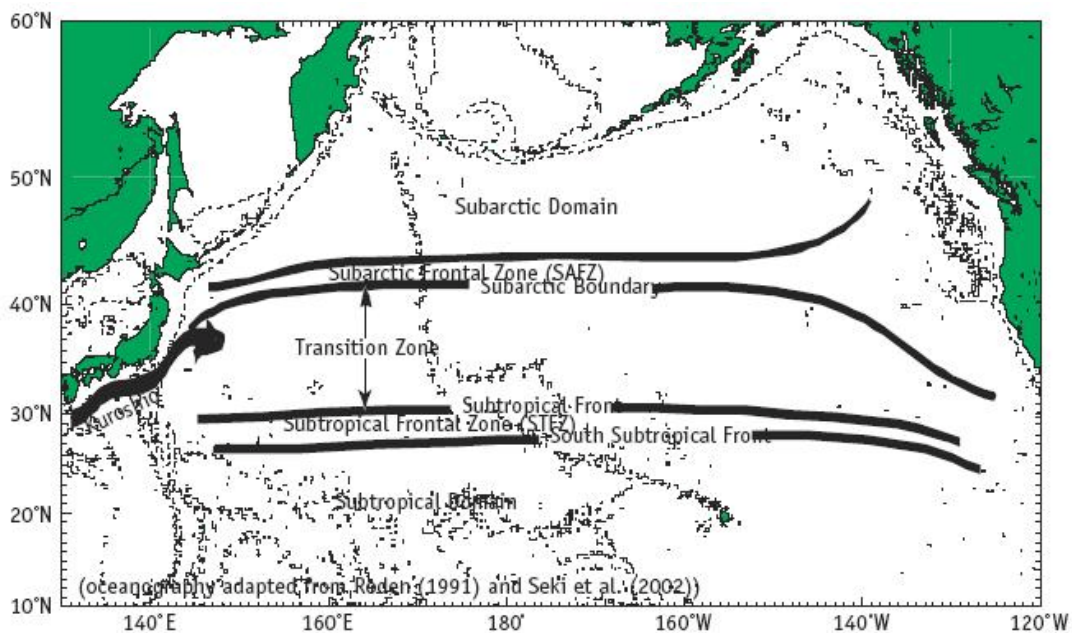 60°N
50°N
Subarctic Domain
Subarctic Frontal Zone (SAFZ)
Subarctic Boundary
40°N
Transition Zone
Kuroshio
30°N
Subtropical Front
Subtropical Frontal Zone (STFZ)
South Subtropical Front
Subtropical Domain
20°N
(oceanography adapted from Roden (1991) and Seki et al. (2002))
10°N
140°E 160°E 180° 160°W 140°W 120°W